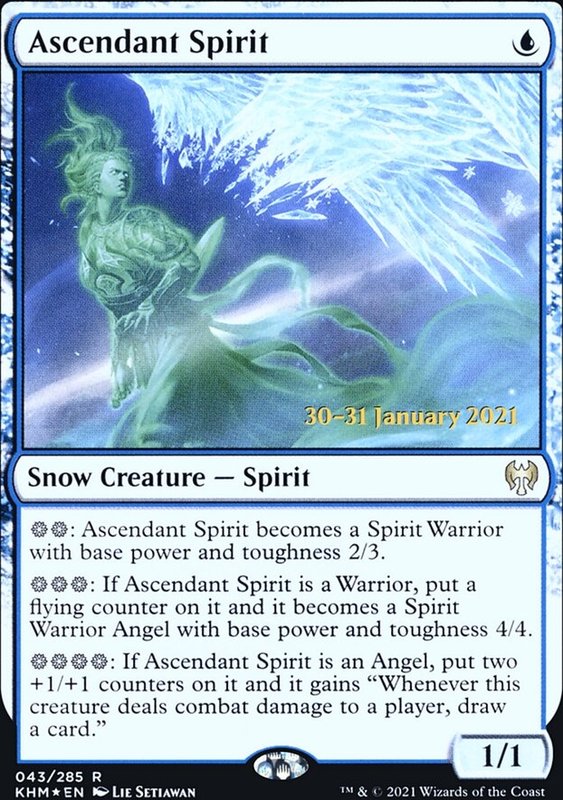 Ascendant Spirit
30-31 January 2021
Snow Creature — Spirit
: Ascendant Spirit becomes a Spirit Warrior
with base power and toughness 2/3.
: If Ascendant Spirit is a Warrior, put a
flying counter on it and it becomes a Spirit
Warrior Angel with base power and toughness 4/4.
: If Ascendant Spirit is an Angel, put two
+1/+1 counters on it and it gains “Whenever this
creature deals combat damage to a player, draw
a card.”
1/1
043/285 R
KHM★EN Lie Setiawan
™ & © 2021 Wizards of the Coast